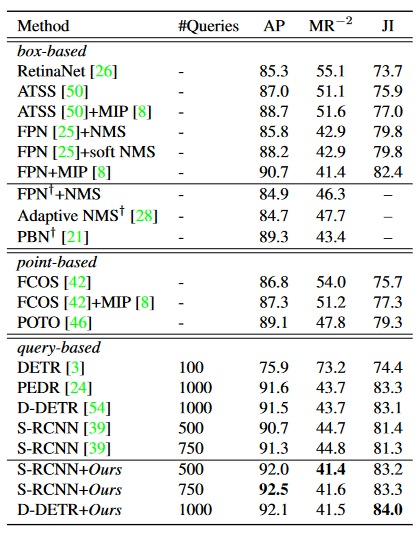 Method #Queries AP MR−2 JI
box-based
RetinaNet [26] - 85.3 55.1 73.7
ATSS [50] - 87.0 51.1 75.9
ATSS [50]+MIP [8] - 88.7 51.6 77.0
FPN [25]+NMS - 85.8 42.9 79.8
FPN [25]+soft NMS - 88.2 42.9 79.8
FPN+MIP [8] - 90.7 41.4 82.4
FPN†+NMS - 84.9 46.3 –
Adaptive NMS† [28] - 84.7 47.7 –
PBN† [21] - 89.3 43.4 –
point-based
FCOS [42] - 86.8 54.0 75.7
FCOS [42]+MIP [8] - 87.3 51.2 77.3
POTO [46] - 89.1 47.8 79.3
query-based
DETR [3] 100 75.9 73.2 74.4
PEDR [24] 1000 91.6 43.7 83.3
D-DETR [54] 1000 91.5 43.7 83.1
S-RCNN [39] 500 90.7 44.7 81.4
S-RCNN [39] 750 91.3 44.8 81.3
S-RCNN+Ours 500 92.0 41.4 83.2
S-RCNN+Ours 750 92.5 41.6 83.3
D-DETR+Ours 1000 92.1 41.5 84.0